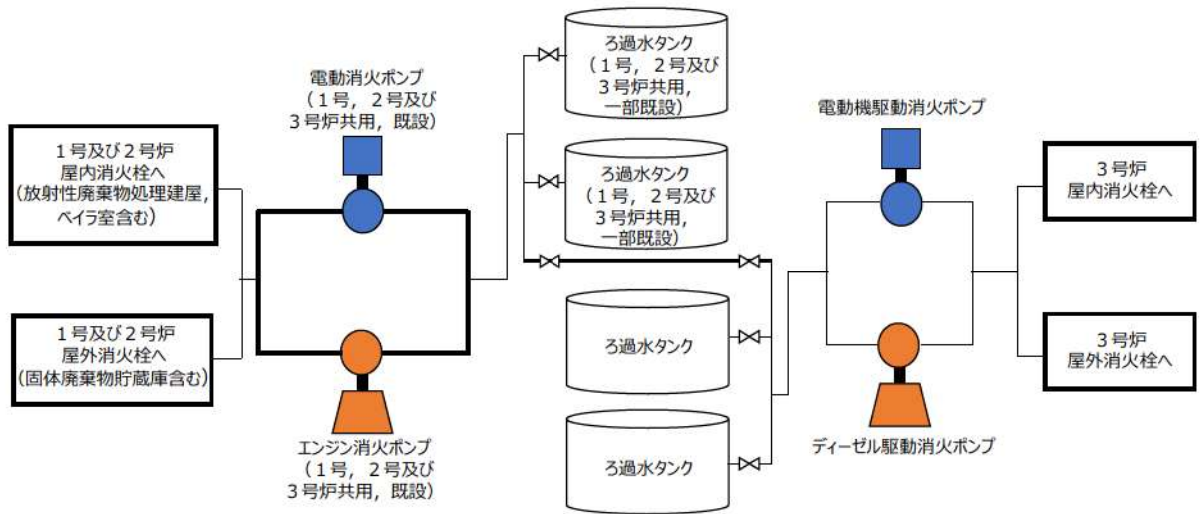 電動消火ポンプ
（１号，２号及び
３号炉共用，既設）
１号及び２号炉
屋内消火栓へ
(放射性廃棄物処理建屋，
ベイラ室含む)
１号及び２号炉
屋外消火栓へ
(固体廃棄物貯蔵庫含む)
エンジン消火ポンプ
（１号，２号及び
３号炉共用，既設）
ろ過水タンク
（１号，２号及び
３号炉共用，
一部既設）
ろ過水タンク
（１号，２号及び
３号炉共用，
一部既設）
ろ過水タンク
ろ過水タンク
電動機駆動消火ポンプ
ディーゼル駆動消火ポンプ
３号炉
屋内消火栓へ
３号炉
屋外消火栓へ